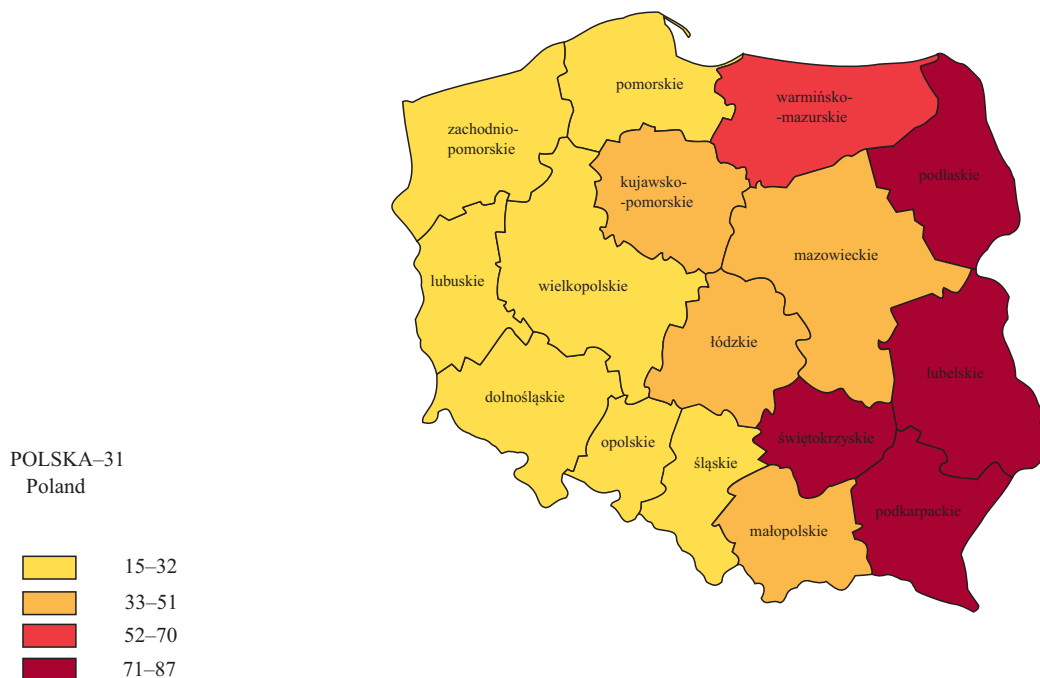 pomorskie
warmińsko-
-mazurskie
zachodnio-
pomorskie
podlaskie
kujawsko-
-pomorskie
mazowieckie
lubuskie
wielkopolskie
łódzkie
lubelskie
dolnośląskie
opolskie
świętokrzyskie
śląskie
podkarpackie
małopolskie
POLSKA–31
Poland
15–32
33–51
52–70
71–87